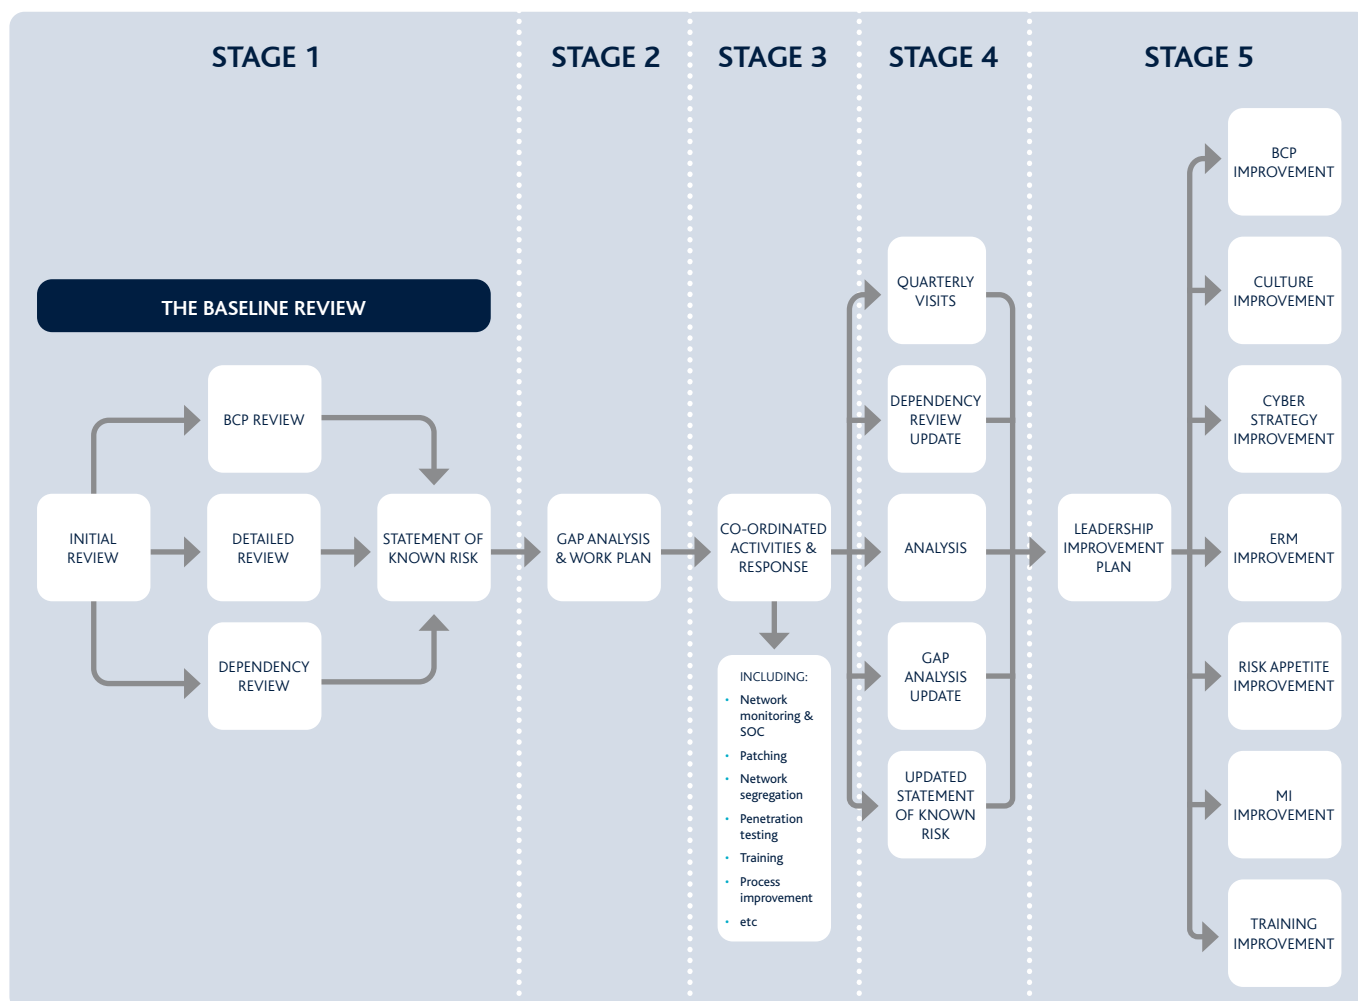 STAGE 1
STAGE 2
STAGE 3
STAGE 4
STAGE 5
THE BASELINE REVIEW
INITIAL
REVIEW
BCP REVIEW
DETAILED
REVIEW
DEPENDENCY
REVIEW
STATEMENT OF
KNOWN RISK
GAP ANALYSIS
& WORK PLAN
CO-ORDINATED
ACTIVITIES &
RESPONSE
INCLUDING:
• Network
monitoring &
SOC
• Patching
• Network
segregation
• Penetration
testing
• Training
• Process
improvement
• etc
QUARTERLY
VISITS
DEPENDENCY
REVIEW
UPDATE
ANALYSIS
GAP
ANALYSIS
UPDATE
UPDATED
STATEMENT
OF KNOWN
RISK
LEADERSHIP
IMPROVEMENT
PLAN
BCP
IMPROVEMENT
CULTURE
IMPROVEMENT
CYBER
STRATEGY
IMPROVEMENT
ERM
IMPROVEMENT
RISK APPETITE
IMPROVEMENT
MI
IMPROVEMENT
TRAINING
IMPROVEMENT